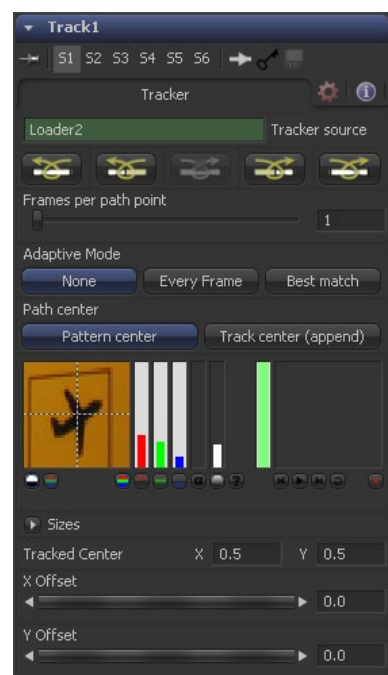 Track1
S1 S2 S3 S4 S5 S6
Tracker
Loader2 Tracker source
Frames per path point
1
Adaptive Mode
None Every Frame Best match
Path center
Pattern center Track center (append)
Sizes
Tracked Center X 0.5 Y 0.5
X Offset
0.0
Y Offset
0.0